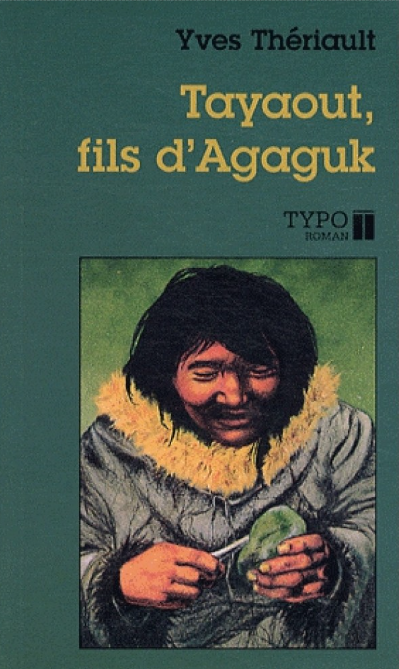 Yves Thériault
Tayaout,
fils d'Agaguk
TYPO
ROMAN